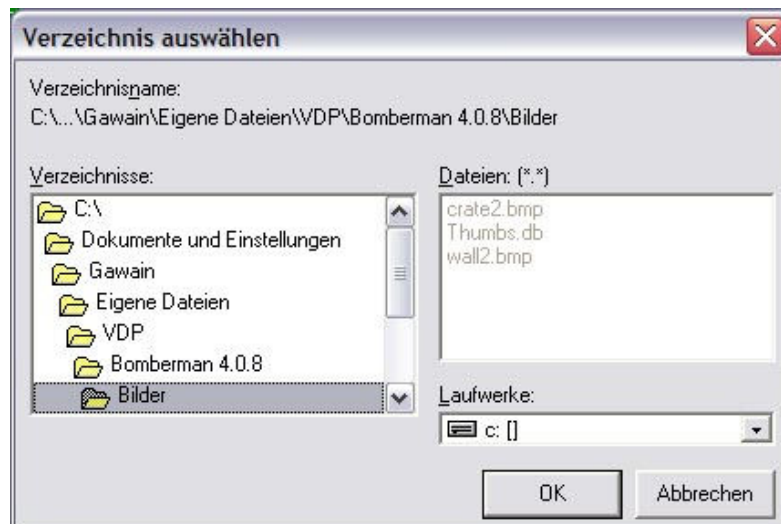 Verzeichnis auswählen
Verzeichnisname:
C:\...\Gawain\Eigene Dateien\VDP\Bomberman 4.0.8\Bilder
Verzeichnisse:
C:\
Dokumente und Einstellungen
Gawain
Eigene Dateien
VDP
Bomberman 4.0.8
Bilder
Dateien: (*.*)
crate2.bmp
Thumbs.db
wall2.bmp
Laufwerke:
c: []
OK
Abbrechen